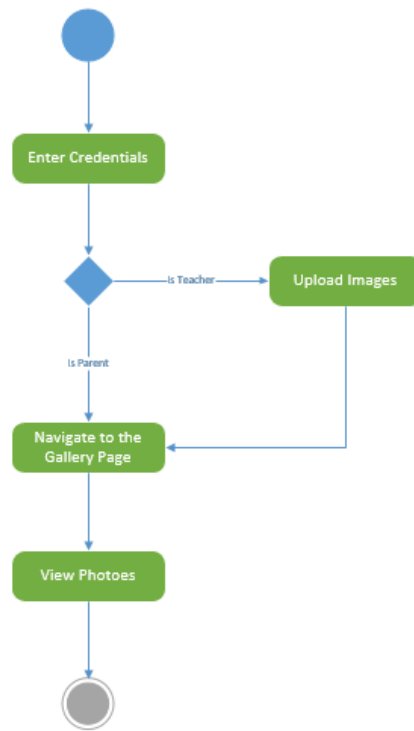 Enter Credentials
Is Teacher
Upload Images
Is Parent
Navigate to the
Gallery Page
View Photoes